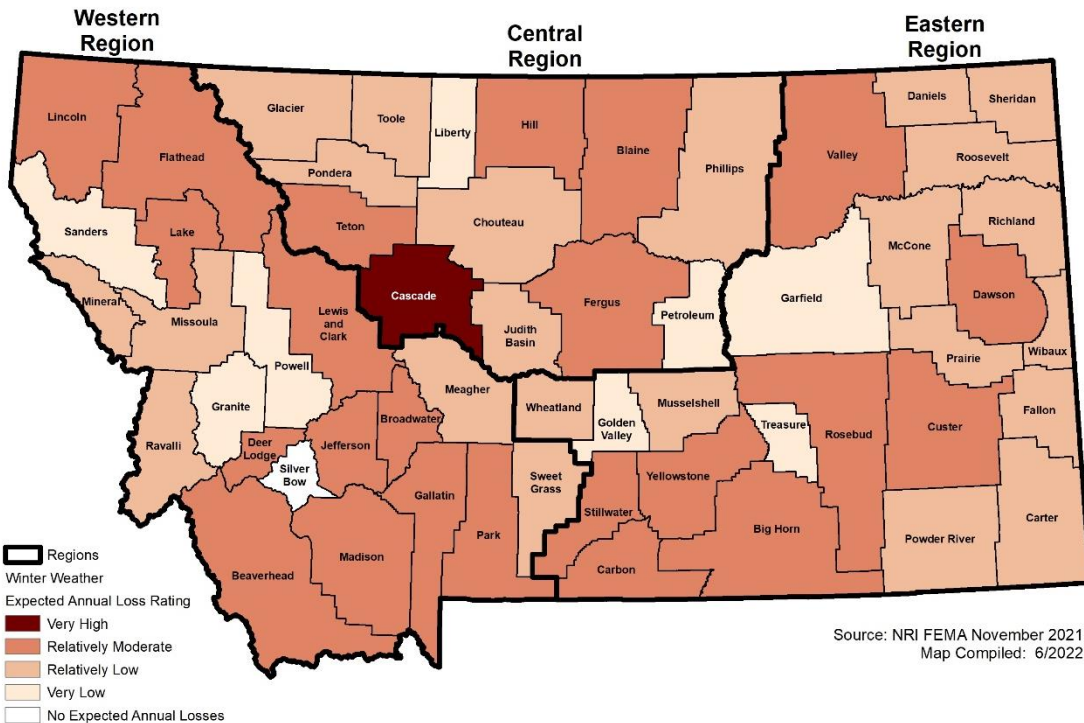 Western
Region
Central
Region
Eastern
Region
Lincoln
Flathead
Glacier
Toole
Liberty
Hill
Blaine
Phillips
Valley
Daniels
Sheridan
Roosevelt
Pondera
Teton
Chouteau
Richland
McCone
Sanders
Lake
Cascade
Fergus
Petroleum
Garfield
Dawson
Mineral
Missoula
Lewis
and
Clark
Judith
Basin
Prairie
Wibaux
Powell
Meagher
Wheatland
Golden
Valley
Musselshell
Treasure
Rosebud
Custer
Fallon
Granite
Ravalli
Deer
Lodge
Silver
Bow
Jefferson
Broadwater
Gallatin
Park
Sweet
Grass
Stillwater
Yellowstone
Big Horn
Powder River
Carter
Beaverhead
Madison
Carbon
Regions
Winter Weather
Expected Annual Loss Rating
Very High
Relatively Moderate
Relatively Low
Very Low
No Expected Annual Losses
Source: NRI FEMA November 2021
Map Compiled: 6/2022